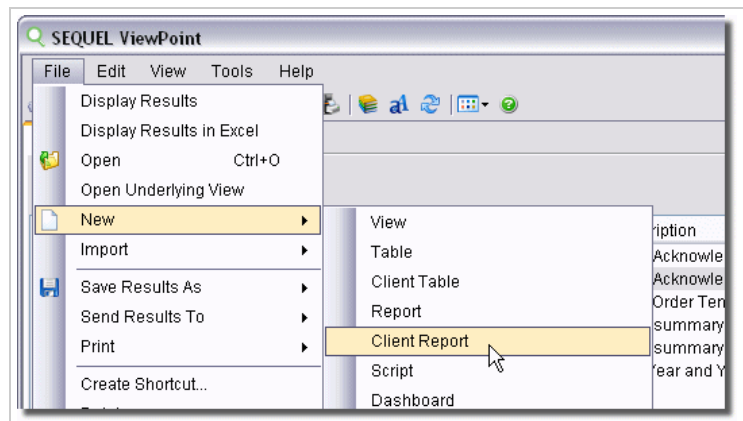 SEQUEL ViewPoint
File Edit View Tools Help
Display Results
Display Results in Excel
Open Ctrl+O
Open Underlying View
New
Import
Save Results As
Send Results To
Print
Create Shortcut...
View
Table
Client Table
Report
Client Report
Script
Dashboard
ription
Acknowle
Acknowle
Order Ten
summary
summary
Year and Y